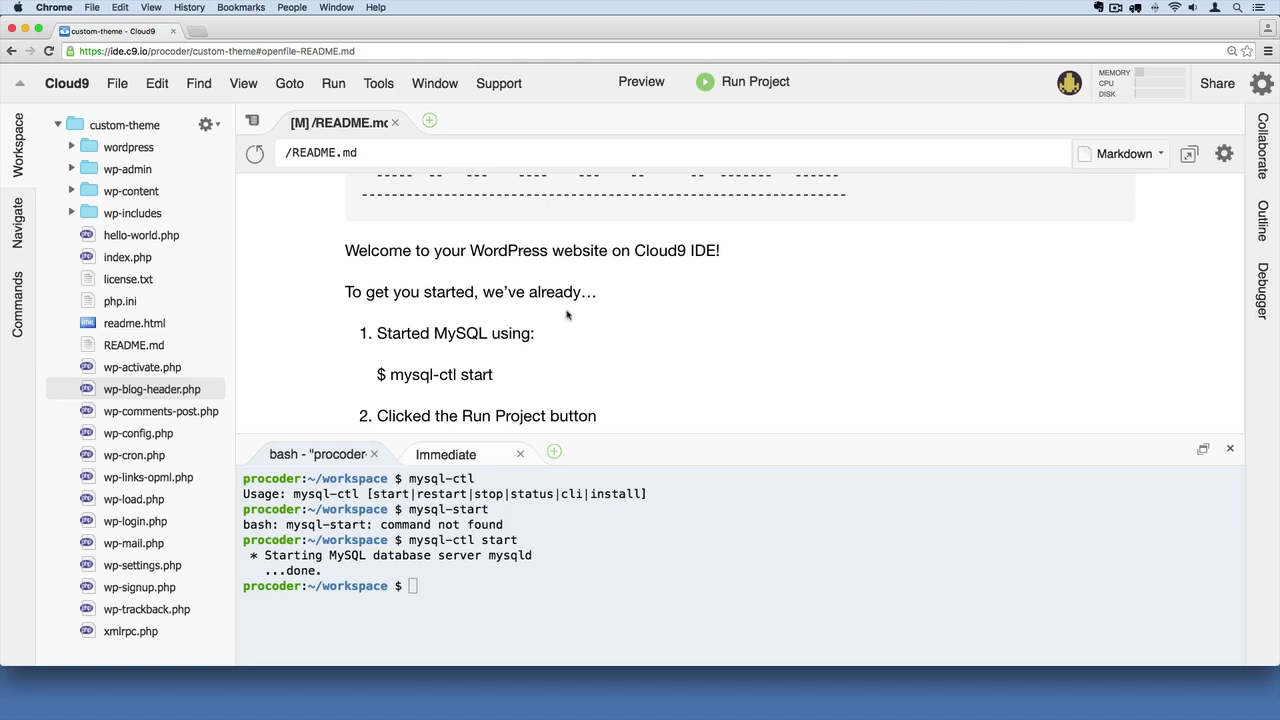 Chrome File Edit View History Bookmarks People Window Help
custom-theme - Cloud9
https://ide.c9.io/procoder/custom-theme#openfile-README.md
Cloud9 File Edit Find View Goto Run Tools Window Support Preview Run Project MEMORY CPU DISK Share
Workspace
Navigate
Commands
custom-theme
wordpress
wp-admin
wp-content
wp-includes
hello-world.php
index.php
license.txt
php.ini
readme.html
README.md
wp-activate.php
wp-blog-header.php
wp-comments-post.php
wp-config.php
wp-cron.php
wp-links-opml.php
wp-load.php
wp-login.php
wp-mail.php
wp-settings.php
wp-signup.php
wp-trackback.php
xmlrpc.php
[M] /README.mc
/README.md Markdown
Welcome to your WordPress website on Cloud9 IDE!
To get you started, we’ve already…
1. Started MySQL using:
$ mysql-ctl start
2. Clicked the Run Project button
bash - "procoder- Immediate
procoder:~/workspace $ mysql-ctl
Usage: mysql-ctl [start|restart|stop|status|cli|install]
procoder:~/workspace $ mysql-start
bash: mysql-start: command not found
procoder:~/workspace $ mysql-ctl start
* Starting MySQL database server mysqld
...done.
procoder:~/workspace $
Collaborate
Outline
Debugger